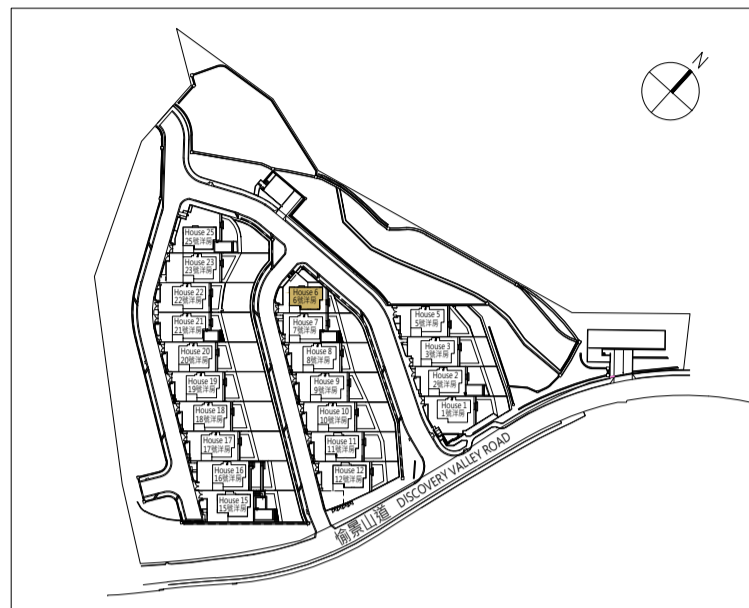 N
House 25
25號洋房
House 23
23號洋房
House 22
22號洋房
House 21
21號洋房
House 20
20號洋房
House 19
19號洋房
House 18
18號洋房
House 17
17號洋房
House 16
16號洋房
House 15
15號洋房
House 6
6號洋房
House 7
7號洋房
House 8
8號洋房
House 9
9號洋房
House 10
10號洋房
House 11
11號洋房
House 12
12號洋房
House 5
5號洋房
House 3
3號洋房
House 2
2號洋房
House 1
1號洋房
愉景山道 DISCOVERY VALLEY ROAD